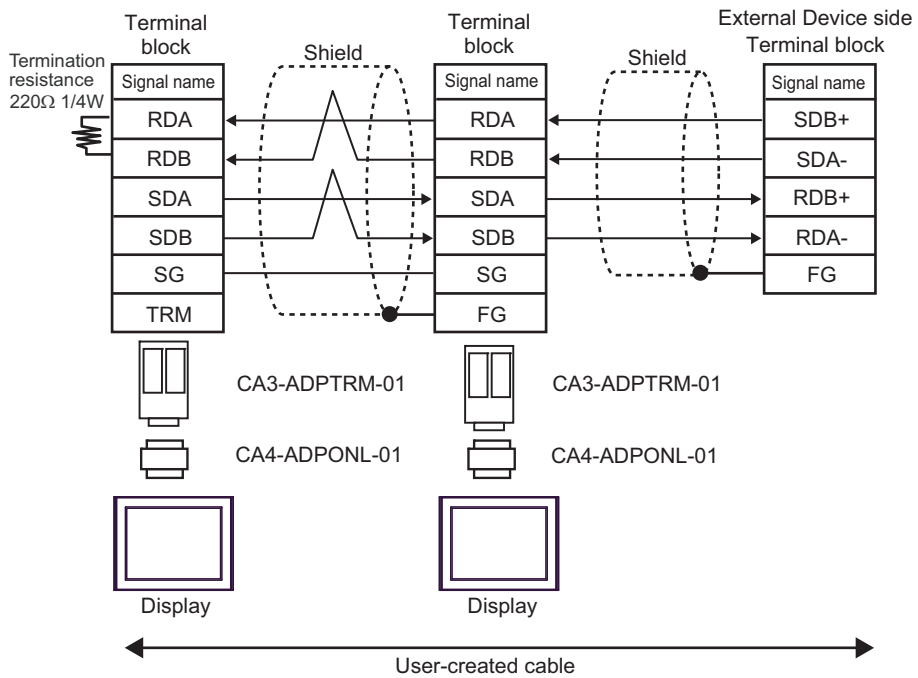 Terminal
block
Terminal
block
External Device side
Terminal block
Termination
resistance
220Ω 1/4W
Shield
Shield
Signal name
Signal name
Signal name
RDA
RDA
SDB+
RDB
RDB
SDA-
SDA
SDA
RDB+
SDB
SDB
RDA-
SG
SG
FG
TRM
FG
CA3-ADPTRM-01
CA3-ADPTRM-01
CA4-ADPONL-01
CA4-ADPONL-01
Display
Display
User-created cable